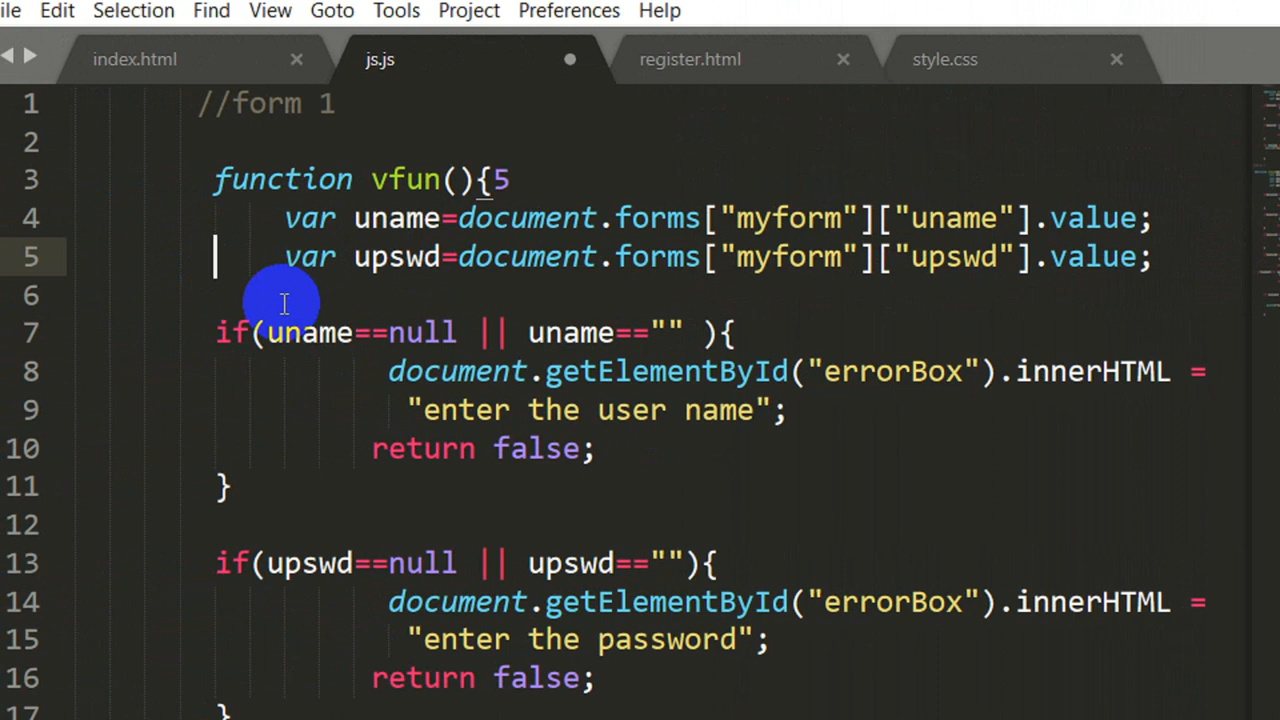 ile Edit Selection Find View Goto Tools Project Preferences Help
index.html × js.js register.html × style.css ×
1 //form 1
2
3 function vfun(){5
4 var uname=document.forms["myform"]["uname"].value;
5 var upswd=document.forms["myform"]["upswd"].value;
6
7 if(uname==null || uname=="" ){
8 document.getElementById("errorBox").innerHTML =
9 "enter the user name";
10 return false;
11 }
12
13 if(upswd==null || upswd==""){
14 document.getElementById("errorBox").innerHTML =
15 "enter the password";
16 return false;
17 }